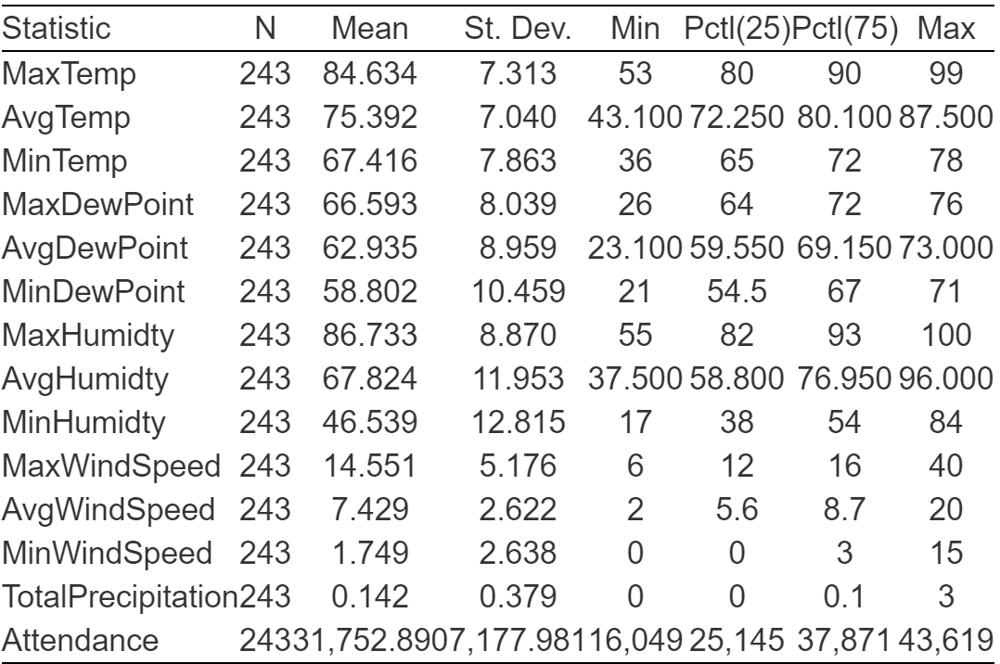 Statistic N Mean St. Dev. Min Pctl(25) Pctl(75) Max
MaxTemp 243 84.634 7.313 53 80 90 99
AvgTemp 243 75.392 7.040 43.100 72.250 80.100 87.500
MinTemp 243 67.416 7.863 36 65 72 78
MaxDewPoint 243 66.593 8.039 26 64 72 76
AvgDewPoint 243 62.935 8.959 23.100 59.550 69.150 73.000
MinDewPoint 243 58.802 10.459 21 54.5 67 71
MaxHumidty 243 86.733 8.870 55 82 93 100
AvgHumidty 243 67.824 11.953 37.500 58.800 76.950 96.000
MinHumidty 243 46.539 12.815 17 38 54 84
MaxWindSpeed 243 14.551 5.176 6 12 16 40
AvgWindSpeed 243 7.429 2.622 2 5.6 8.7 20
MinWindSpeed 243 1.749 2.638 0 0 3 15
TotalPrecipitation 243 0.142 0.379 0 0 0.1 3
Attendance 243 31,752.890 7,177.981 16,049 25,145 37,871 43,619